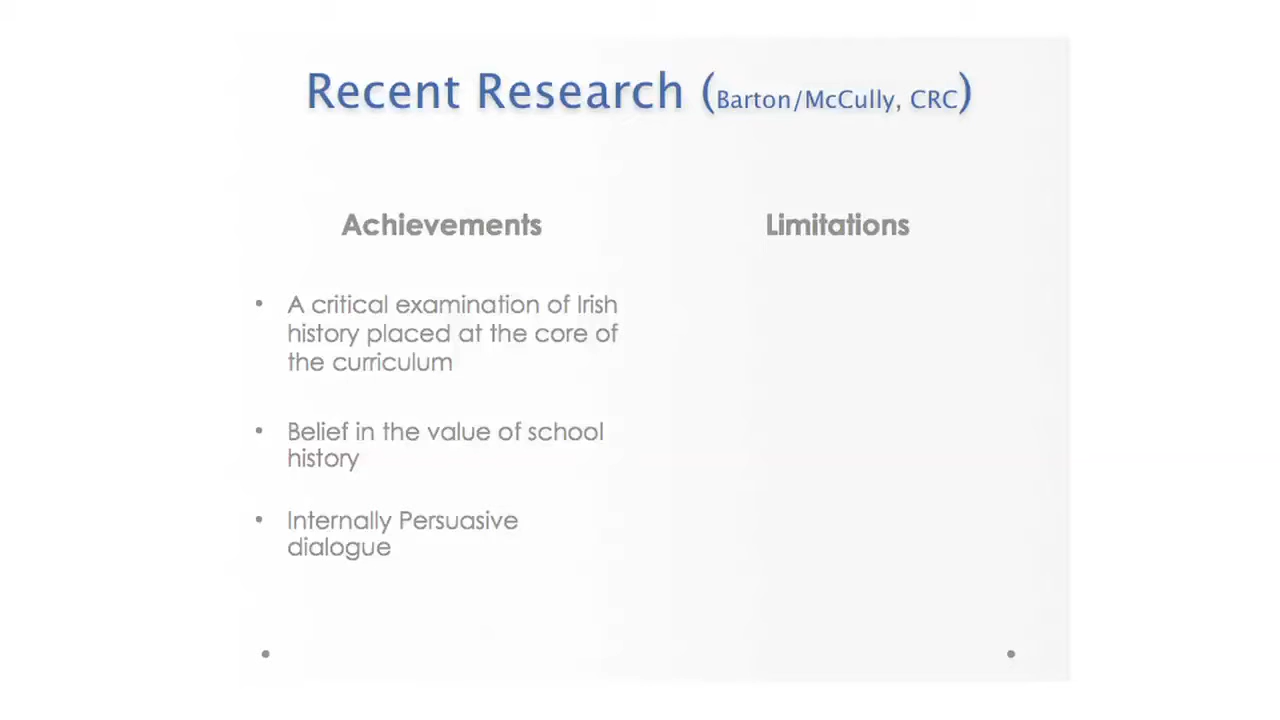 Recent Research (Barton/McCully, CRC)
Achievements
• A critical examination of Irish
history placed at the core of
the curriculum
• Belief in the value of school
history
• Internally Persuasive
dialogue
Limitations